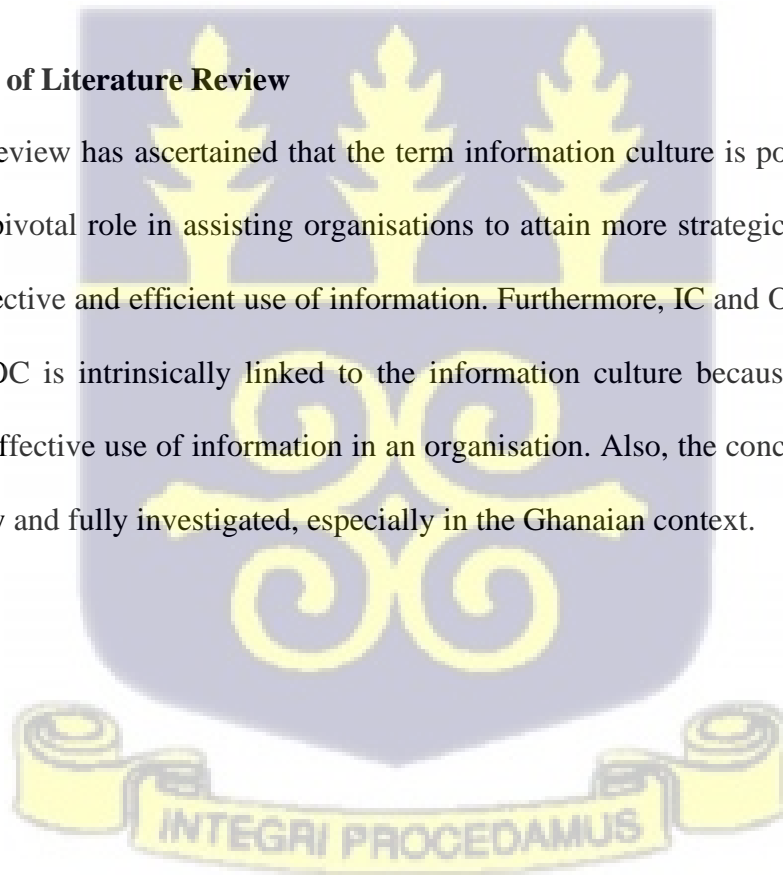 of Literature Review
eview has ascertained that the term information culture is po
pivotal role in assisting organisations to attain more strategic
ective and efficient use of information. Furthermore, IC and O
OC is intrinsically linked to the information culture becaus
ffective use of information in an organisation. Also, the conc
y and fully investigated, especially in the Ghanaian context.
INTEGRI PROCEDAMUS